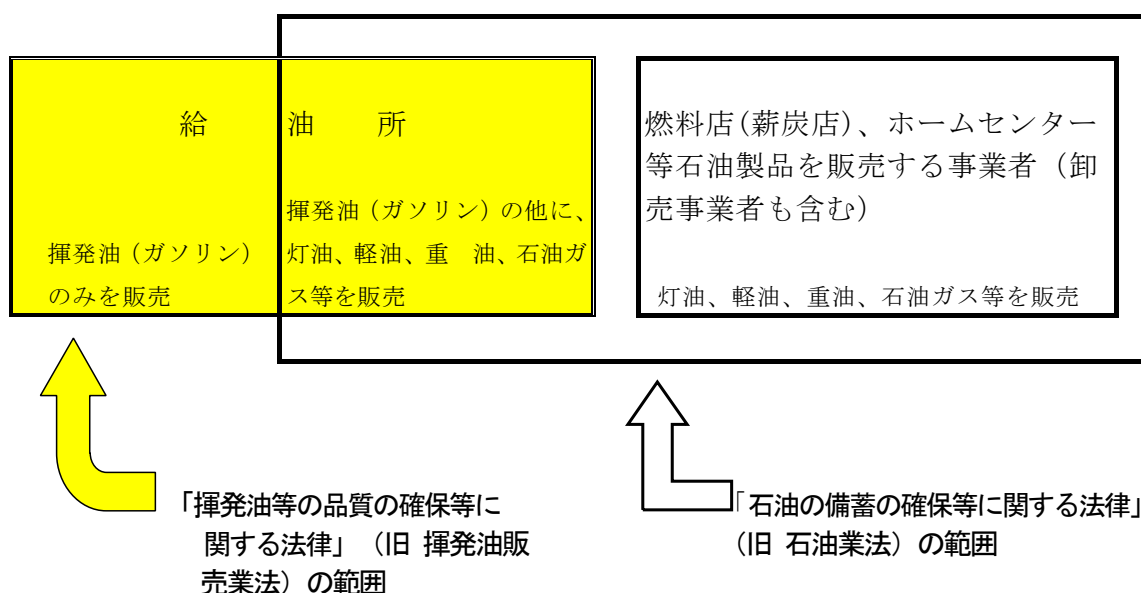 給油所
揮発油（ガソリン）
のみを販売
揮発油（ガソリン）の他に、
灯油、軽油、重　油、石油ガ
ス等を販売
燃料店(薪炭店)、ホームセンター
等石油製品を販売する事業者（卸
売事業者も含む）
灯油、軽油、重油、石油ガス等を販売
「揮発油等の品質の確保等に
関する法律」（旧 揮発油販
売業法）の範囲
「石油の備蓄の確保等に関する法律」
（旧 石油業法）の範囲